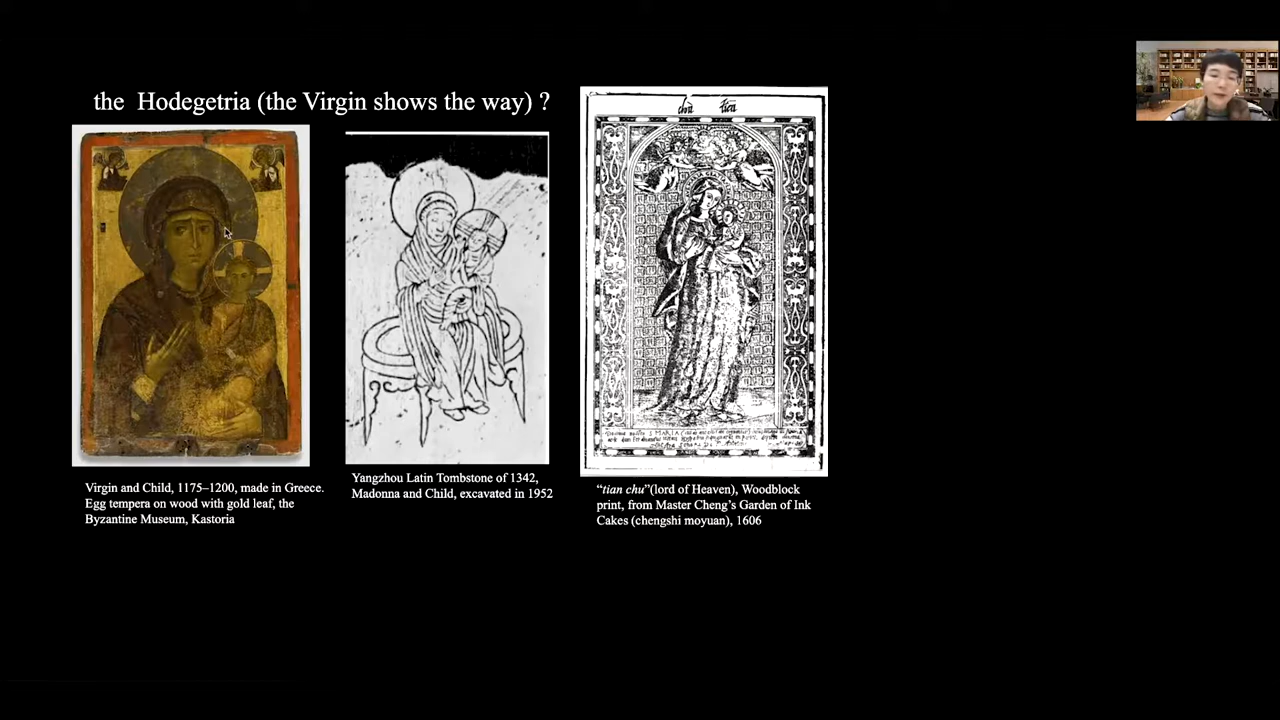 the Hodegetria (the Virgin shows the way) ?
Virgin and Child, 1175–1200, made in Greece.
Egg tempera on wood with gold leaf, the
Byzantine Museum, Kastoria
Yangzhou Latin Tombstone of 1342,
Madonna and Child, excavated in 1952
“tian chu”(lord of Heaven), Woodblock
print, from Master Cheng’s Garden of Ink
Cakes (chengshi moyuan), 1606